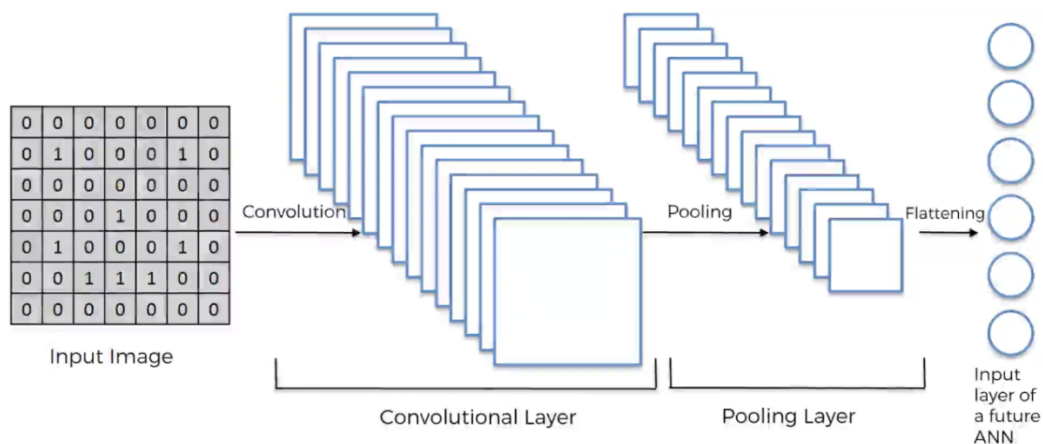 0 0 0 0 0 0 0
0 1 0 0 0 1 0
0 0 0 0 0 0 0
0 0 0 1 0 0 0
0 1 0 0 0 1 0
0 0 1 1 1 0 0
0 0 0 0 0 0 0
Input Image
Convolution
Convolutional Layer
Pooling
Pooling Layer
Flattening
Input
layer of
a future
ANN